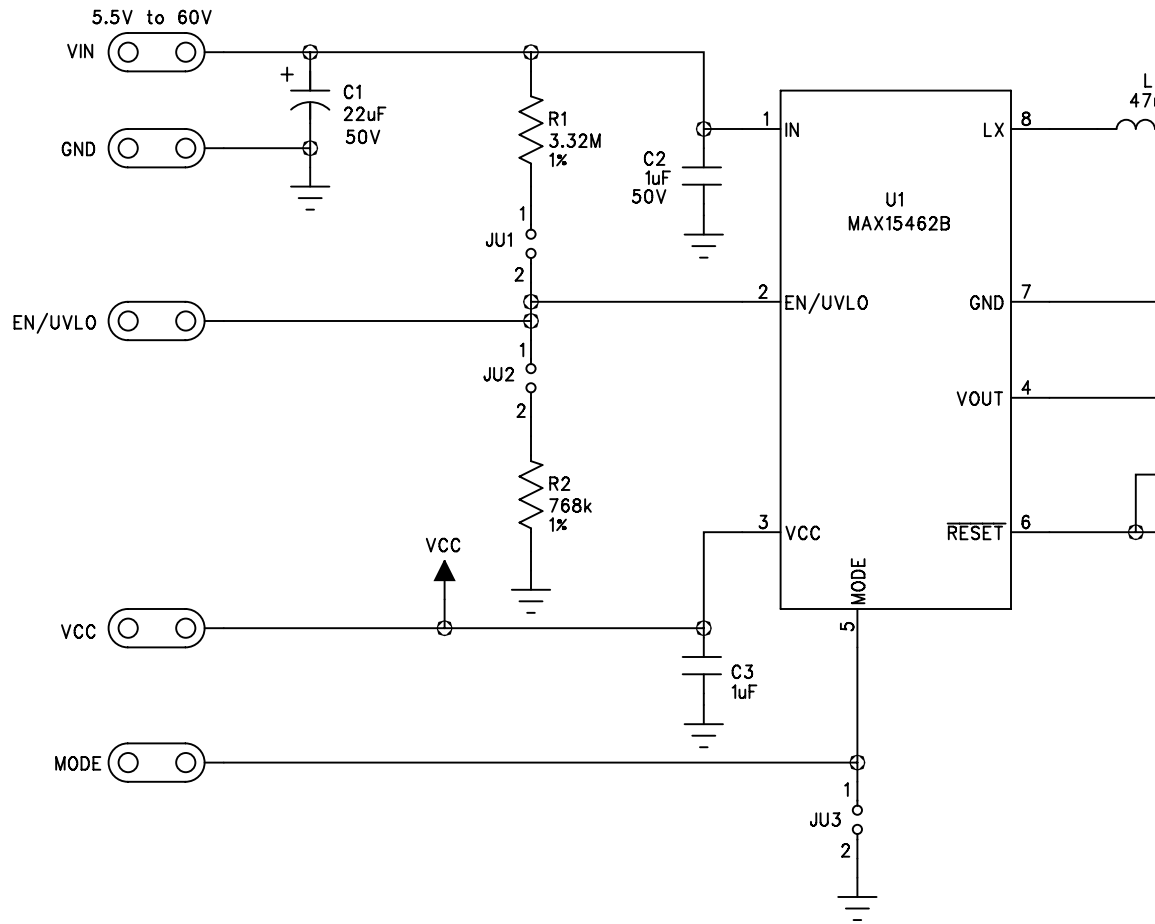 5.5V to 60V
VIN
+
C1
22uF
50V
GND
R1
3.32M
1%
C2
1uF
50V
1
IN
LX
8
U1
MAX15462B
1
JU1
2
2
EN/UVLO
GND
7
EN/UVLO
1
JU2
2
VOUT
4
R2
768k
1%
3
VCC
RESET
6
VCC
MODE
5
VCC
C3
1uF
MODE
1
JU3
2
L